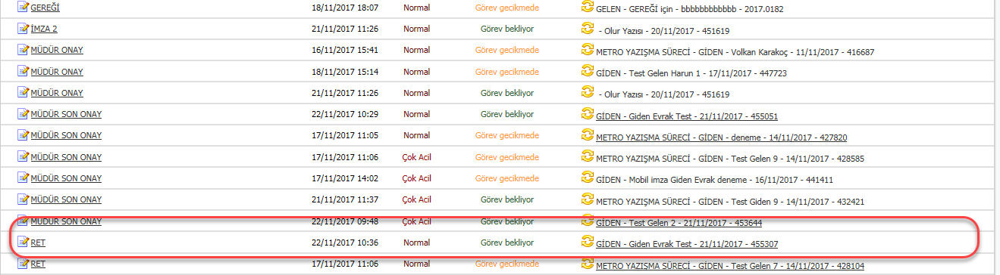 GEREĞİ 18/11/2017 18:07 Normal Görev gecikmede GELEN - GEREĞİ için - bbbbbbbbbbbb - 2017.0182
İMZA 2 21/11/2017 11:26 Normal Görev bekliyor - Olur Yazısı - 20/11/2017 - 451619
MÜDÜR ONAY 16/11/2017 15:41 Normal Görev gecikmede METRO YAZIŞMA SÜRECİ - GİDEN - Volkan Karakoç - 11/11/2017 - 416687
MÜDÜR ONAY 18/11/2017 15:14 Normal Görev gecikmede GİDEN - Test Gelen Harun 1 - 17/11/2017 - 447723
MÜDÜR ONAY 21/11/2017 11:26 Normal Görev bekliyor - Olur Yazısı - 20/11/2017 - 451619
MÜDÜR SON ONAY 22/11/2017 10:29 Normal Görev bekliyor GİDEN - Giden Evrak Test - 21/11/2017 - 455051
MÜDÜR SON ONAY 17/11/2017 11:05 Normal Görev gecikmede METRO YAZIŞMA SÜRECİ - GİDEN - deneme - 14/11/2017 - 427820
MÜDÜR SON ONAY 17/11/2017 11:06 Çok Acil Görev gecikmede METRO YAZIŞMA SÜRECİ - GİDEN - Test Gelen 9 - 14/11/2017 - 428585
MÜDÜR SON ONAY 17/11/2017 14:02 Çok Acil Görev gecikmede GİDEN - Mobil imza Giden Evrak deneme - 16/11/2017 - 441411
MÜDÜR SON ONAY 21/11/2017 11:37 Çok Acil Görev bekliyor METRO YAZIŞMA SÜRECİ - GİDEN - Test Giden 9 - 14/11/2017 - 432421
MÜDÜR SON ONAY 22/11/2017 09:48 Çok Acil Görev bekliyor GİDEN - Test Gelen 2 - 21/11/2017 - 453644
RET 22/11/2017 10:36 Normal Görev bekliyor GİDEN - Giden Evrak Test - 21/11/2017 - 455307
RET 17/11/2017 11:06 Normal Görev gecikmede METRO YAZIŞMA SÜRECİ - GİDEN - Test Gelen 7 - 14/11/2017 - 428104